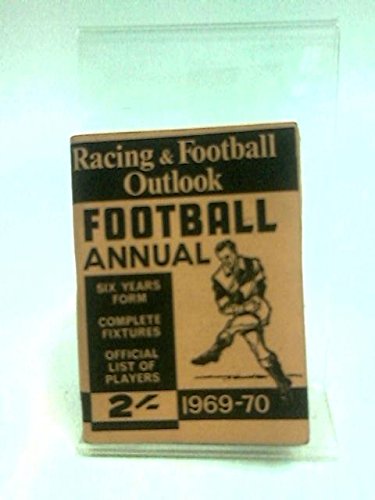 Racing & Football
Outlook
FOOTBALL
ANNUAL
SIX YEARS
FORM
COMPLETE
FIXTURES
OFFICIAL
LIST OF
PLAYERS
2/- 1969-70